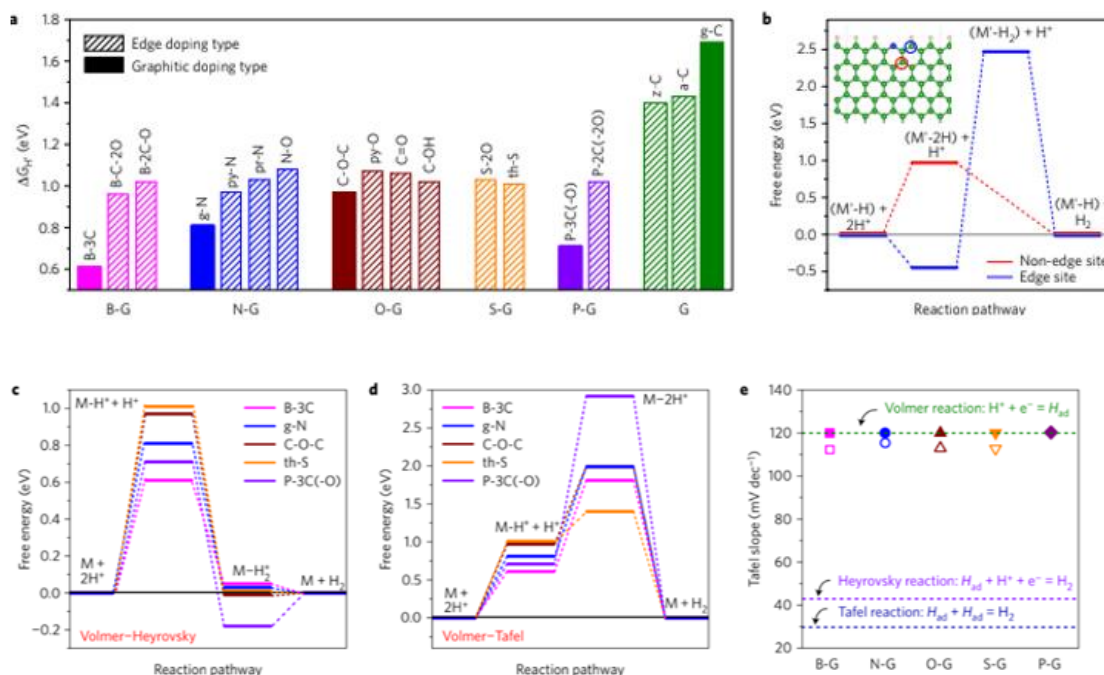 a
1.8
1.6
1.4
1.2
1.0
0.8
0.6
ΔG_H* (eV)
Edge doping type
Graphitic doping type
B-3C
B-C-2O
B-2C-O
g-N
py-N
pr-N
N-O
C-O-C
py-O
C=O
C-OH
S-2O
th-S
P-3C(-O)
P-2C(-2O)
z-C
a-C
g-C
B-G
N-G
O-G
S-G
P-G
G
b
2.5
2.0
1.5
1.0
0.5
0.0
−0.5
Free energy (eV)
(M'-H₂) + H⁺
(M'-2H) +
H⁺
(M'-H) +
2H⁺
(M'-H) +
H₂
Non-edge site
Edge site
Reaction pathway
c
1.0
0.8
0.6
0.4
0.2
0.0
−0.2
Free energy (eV)
M-H* + H⁺
M +
2H⁺
M−H₂*
M + H₂
B-3C
g-N
C-O-C
th-S
P-3C(-O)
Volmer−Heyrovsky
Reaction pathway
d
3.0
2.5
2.0
1.5
1.0
0.5
0.0
Free energy (eV)
B-3C
g-N
C-O-C
th-S
P-3C(-O)
M−2H*
M-H* + H⁺
M +
2H⁺
M + H₂
Volmer−Tafel
Reaction pathway
e
140
120
100
80
60
40
20
Tafel slope (mV dec⁻¹)
Volmer reaction: H⁺ + e⁻ = H_ad
Heyrovsky reaction: H_ad + H⁺ + e⁻ = H₂
Tafel reaction: H_ad + H_ad = H₂
B-G
N-G
O-G
S-G
P-G